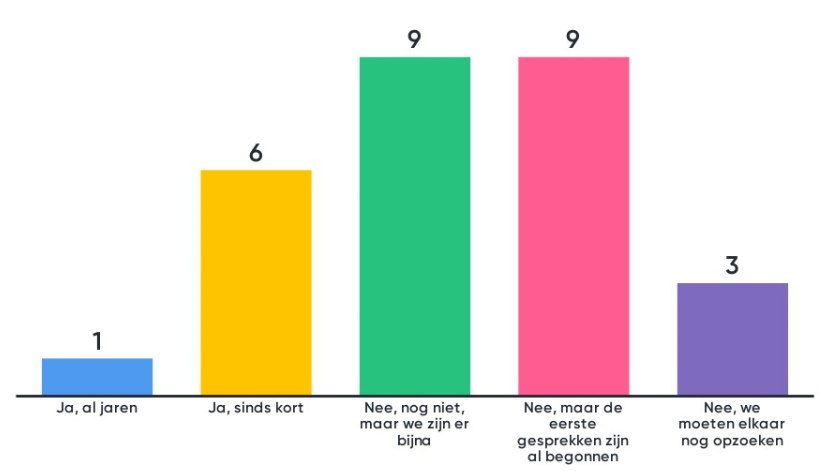 1
6
9
9
3
Ja, al jaren
Ja, sinds kort
Nee, nog niet,
maar we zijn er
bijna
Nee, maar de
eerste
gesprekken zijn
al begonnen
Nee, we
moeten elkaar
nog opzoeken